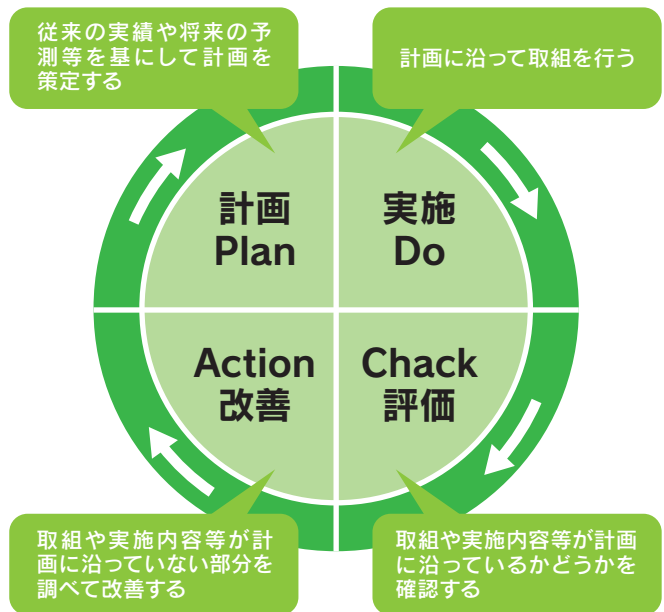 従来の実績や将来の予
測等を基にして計画を
策定する
計画に沿って取組を行う
計画
Plan
実施
Do
Action
改善
Chack
評価
取組や実施内容等が計
画に沿っていない部分を
調べて改善する
取組や実施内容等が計画
に沿っているかどうかを
確認する